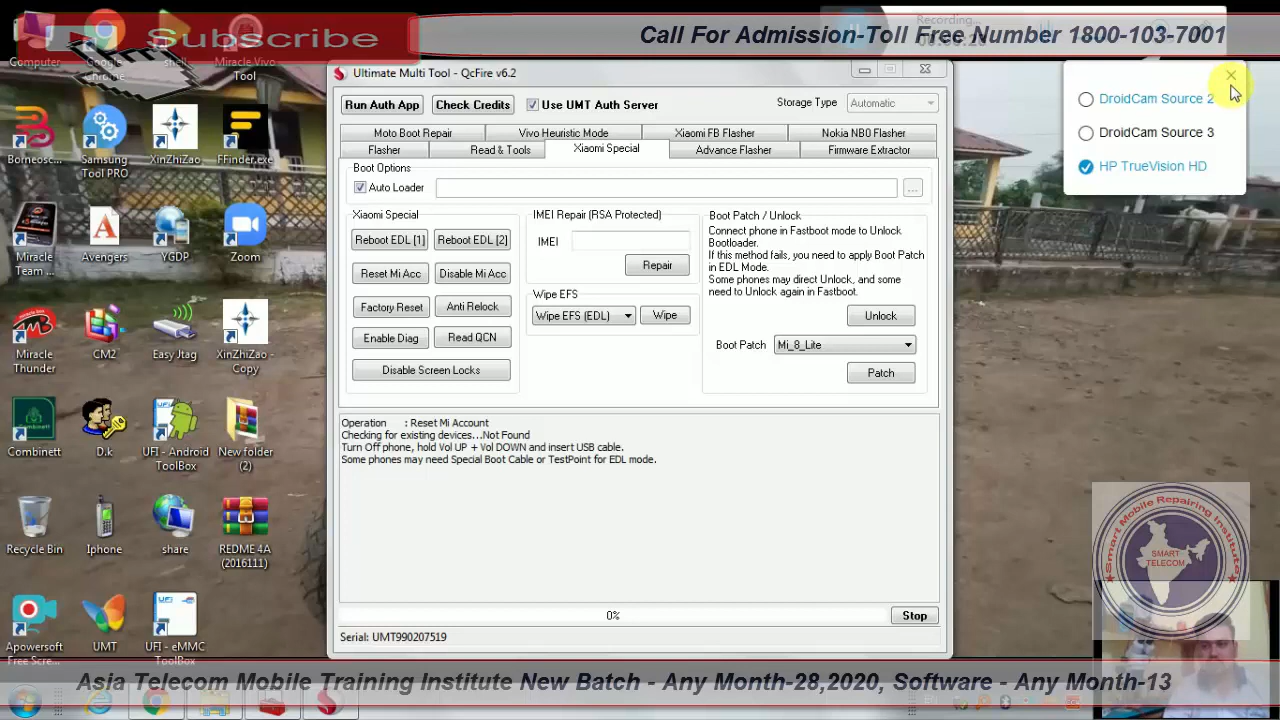 Subscribe
Call For Admission-Toll Free Number 1800-103-7001
Recording...
Computer
Google Chrome
shell
Miracle Vivo Tool
Borneosc...
Samsung Tool PRO
XinZhiZao
FFinder.exe
Miracle Team ...
Avengers
YGDP
Zoom
Miracle Thunder
CM2
Easy Jtag
XinZhiZao - Copy
Combinett
D.k
UFI - Android ToolBox
New folder (2)
Recycle Bin
Iphone
share
REDME 4A (2016111)
Apowersoft Free Scre...
UMT
UFI - eMMC ToolBox
Ultimate Multi Tool - QcFire v6.2
Run Auth App
Check Credits
Use UMT Auth Server
Storage Type
Automatic
Moto Boot Repair
Vivo Heuristic Mode
Xiaomi FB Flasher
Nokia NB0 Flasher
Flasher
Read & Tools
Xiaomi Special
Advance Flasher
Firmware Extractor
Boot Options
Auto Loader
...
Xiaomi Special
Reboot EDL [1]
Reboot EDL [2]
Reset Mi Acc
Disable Mi Acc
Factory Reset
Anti Relock
Enable Diag
Read QCN
Disable Screen Locks
IMEI Repair (RSA Protected)
IMEI
Repair
Wipe EFS
Wipe EFS (EDL)
Wipe
Boot Patch / Unlock
Connect phone in Fastboot mode to Unlock
Bootloader.
If this method fails, you need to apply Boot Patch
in EDL Mode.
Some phones may direct Unlock, and some
need to Unlock again in Fastboot.
Unlock
Boot Patch
Mi_8_Lite
Patch
Operation : Reset Mi Account
Checking for existing devices...Not Found
Turn Off phone, hold Vol UP + Vol DOWN and insert USB cable.
Some phones may need Special Boot Cable or TestPoint for EDL mode.
0%
Stop
Serial: UMT990207519
DroidCam Source 2
DroidCam Source 3
HP TrueVision HD
Smart Mobile Repairing Institute
SMART
TELECOM
Asia Telecom Mobile Training Institute New Batch - Any Month-28,2020, Software - Any Month-13